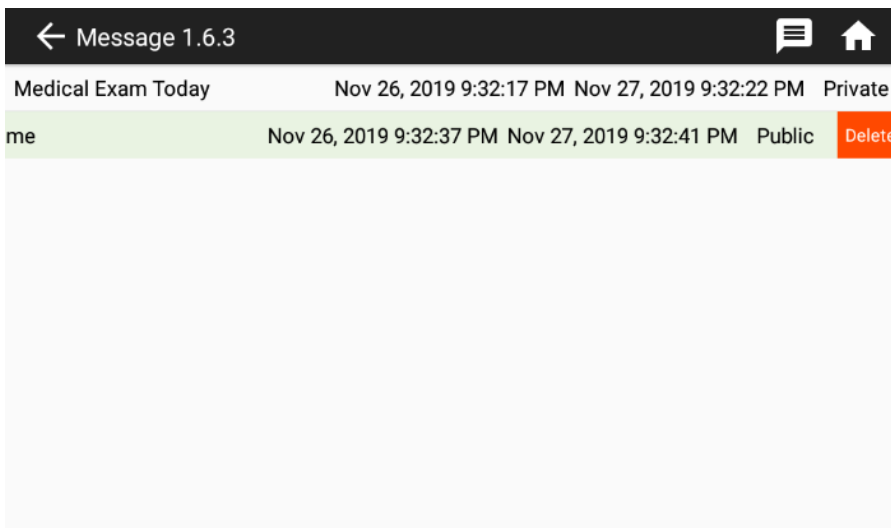 Message 1.6.3
Medical Exam Today Nov 26, 2019 9:32:17 PM Nov 27, 2019 9:32:22 PM Private
me Nov 26, 2019 9:32:37 PM Nov 27, 2019 9:32:41 PM Public Delete